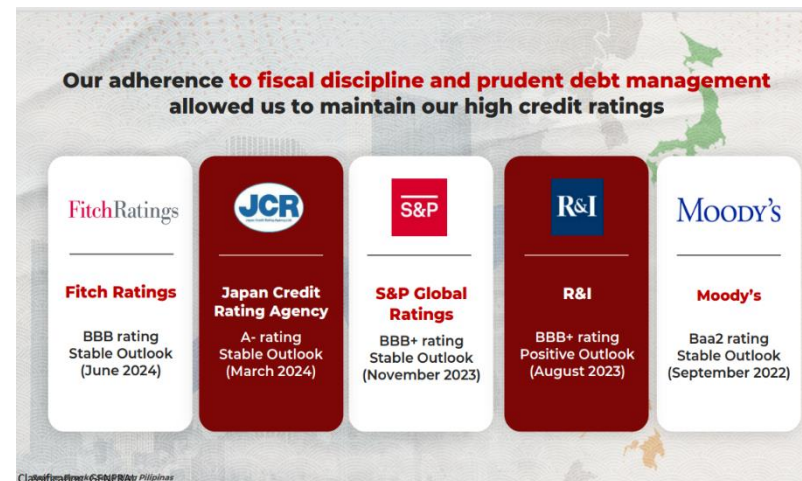 Our adherence to fiscal discipline and prudent debt management
allowed us to maintain our high credit ratings
FitchRatings
Fitch Ratings
BBB rating
Stable Outlook
(June 2024)
JCR
Japan Credit
Rating Agency
A- rating
Stable Outlook
(March 2024)
S&P
S&P Global
Ratings
BBB+ rating
Stable Outlook
(November 2023)
R&I
R&I
BBB+ rating
Positive Outlook
(August 2023)
MOODY'S
Moody's
Baa2 rating
Stable Outlook
(September 2022)
Classification: GENERAL
Pilipinas